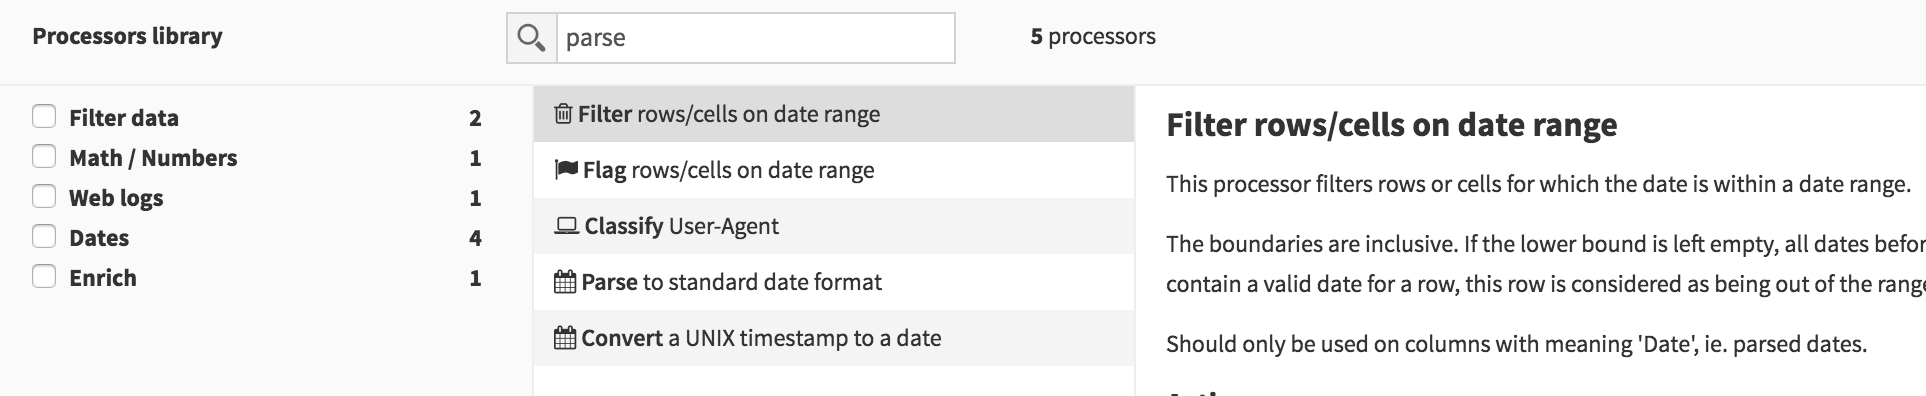 Processors library
parse
5 processors
Filter data 2
Math / Numbers 1
Web logs 1
Dates 4
Enrich 1
Filter rows/cells on date range
Flag rows/cells on date range
Classify User-Agent
Parse to standard date format
Convert a UNIX timestamp to a date
Filter rows/cells on date range
This processor filters rows or cells for which the date is within a date range.
The boundaries are inclusive. If the lower bound is left empty, all dates
contain a valid date for a row, this row is considered as being out of the
Should only be used on columns with meaning 'Date', ie. parsed dates.